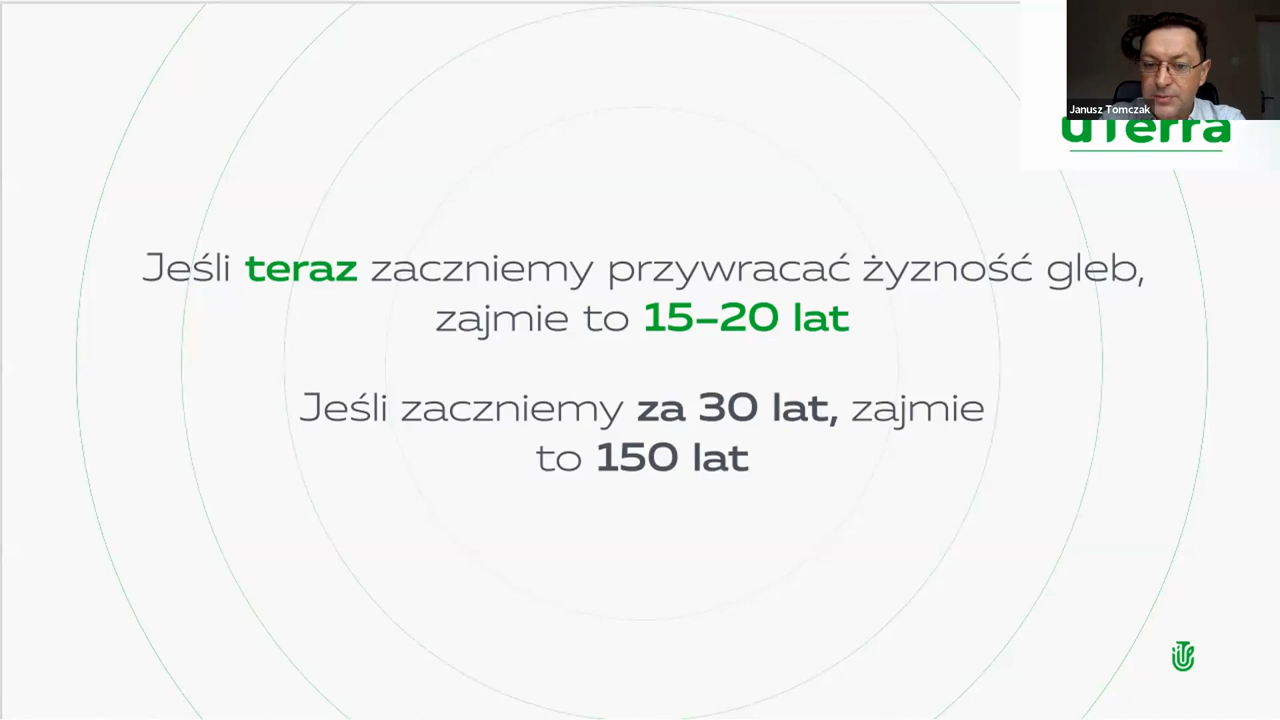 Janusz Tomczak
uTerra
Jeśli teraz zaczniemy przywracać żyzność gleb,
zajmie to 15–20 lat
Jeśli zaczniemy za 30 lat, zajmie
to 150 lat